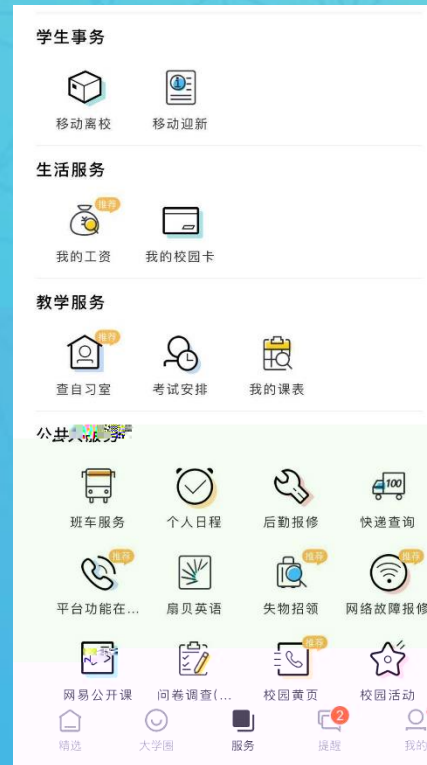 学生事务
移动离校 移动迎新
生活服务
推荐
我的工资 我的校园卡
教学服务
推荐
查自习室 考试安排 我的课表
公共服务
100
班车服务 个人日程 后勤报修 快递查询
推荐 推荐 推荐
平台功能在... 扇贝英语 失物招领 网络故障报修
推荐
网易公开课 问卷调查(... 校园黄页 校园活动
2
精选 大学圈 服务 提醒 我的